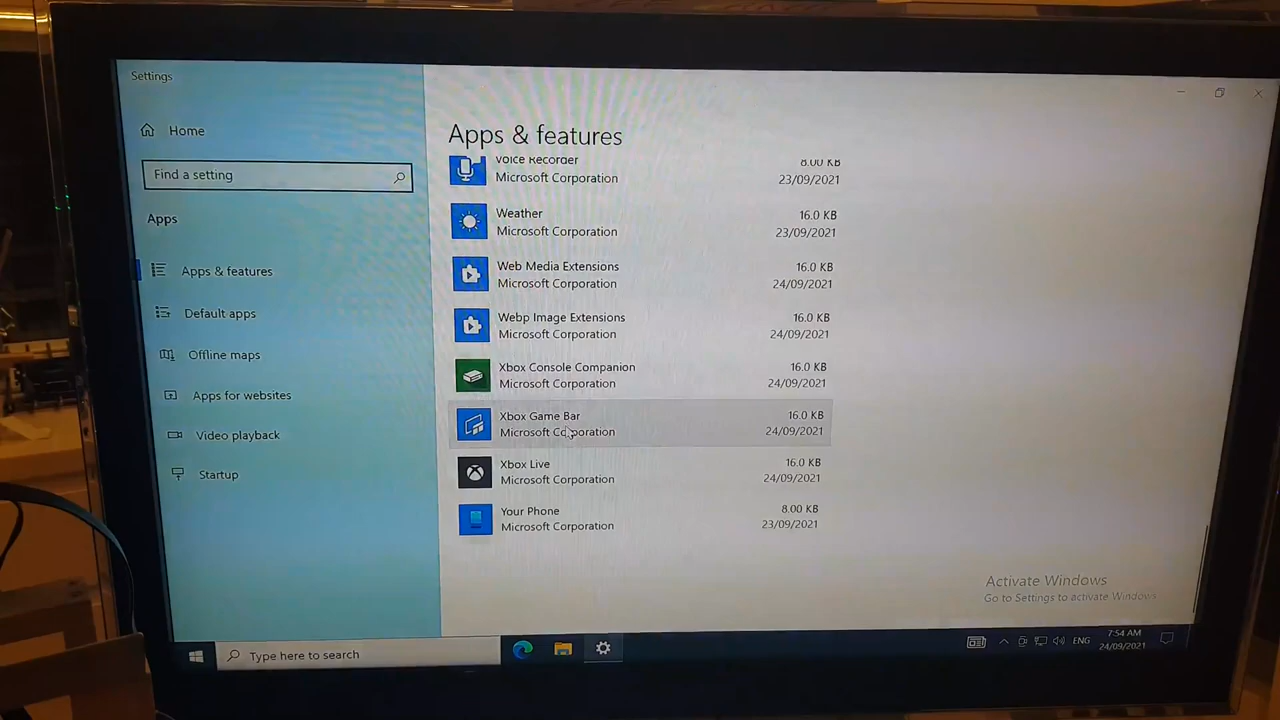 Settings
Home
Find a setting
Apps
Apps & features
Default apps
Offline maps
Apps for websites
Video playback
Startup
Apps & features
Voice Recorder 8.00 KB
Microsoft Corporation 23/09/2021
Weather 16.0 KB
Microsoft Corporation 23/09/2021
Web Media Extensions 16.0 KB
Microsoft Corporation 24/09/2021
Webp Image Extensions 16.0 KB
Microsoft Corporation 24/09/2021
Xbox Console Companion 16.0 KB
Microsoft Corporation 24/09/2021
Xbox Game Bar 16.0 KB
Microsoft Corporation 24/09/2021
Xbox Live 16.0 KB
Microsoft Corporation 24/09/2021
Your Phone 8.00 KB
Microsoft Corporation 23/09/2021
Activate Windows
Go to Settings to activate Windows.
Type here to search
ENG
7:54 AM
24/09/2021